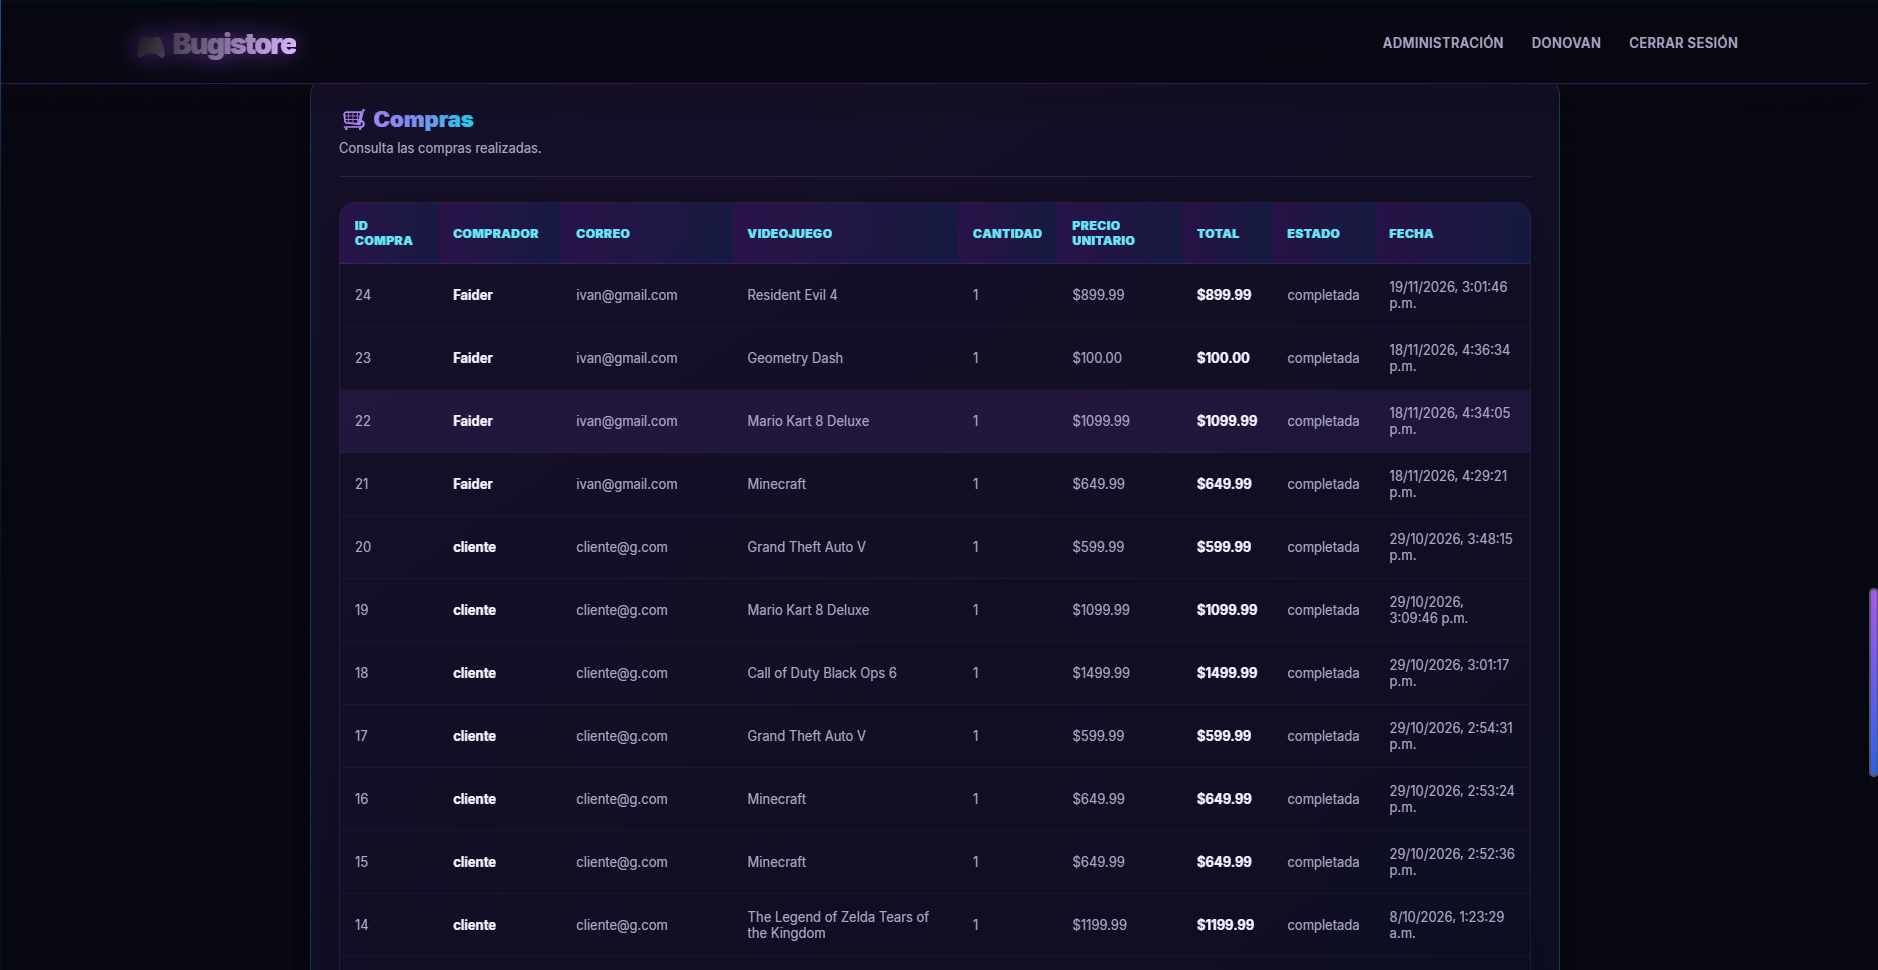 Bugistore
ADMINISTRACIÓN DONOVAN CERRAR SESIÓN
Compras
Consulta las compras realizadas.
ID COMPRA COMPRADOR CORREO VIDEOJUEGO CANTIDAD PRECIO UNITARIO TOTAL ESTADO FECHA
24 Faider ivan@gmail.com Resident Evil 4 1 $899.99 $899.99 completada 19/11/2026, 3:01:46 p.m.
23 Faider ivan@gmail.com Geometry Dash 1 $100.00 $100.00 completada 18/11/2026, 4:36:34 p.m.
22 Faider ivan@gmail.com Mario Kart 8 Deluxe 1 $1099.99 $1099.99 completada 18/11/2026, 4:34:05 p.m.
21 Faider ivan@gmail.com Minecraft 1 $649.99 $649.99 completada 18/11/2026, 4:29:21 p.m.
20 cliente cliente@g.com Grand Theft Auto V 1 $599.99 $599.99 completada 29/10/2026, 3:48:15 p.m.
19 cliente cliente@g.com Mario Kart 8 Deluxe 1 $1099.99 $1099.99 completada 29/10/2026, 3:09:46 p.m.
18 cliente cliente@g.com Call of Duty Black Ops 6 1 $1499.99 $1499.99 completada 29/10/2026, 3:01:17 p.m.
17 cliente cliente@g.com Grand Theft Auto V 1 $599.99 $599.99 completada 29/10/2026, 2:54:31 p.m.
16 cliente cliente@g.com Minecraft 1 $649.99 $649.99 completada 29/10/2026, 2:53:24 p.m.
15 cliente cliente@g.com Minecraft 1 $649.99 $649.99 completada 29/10/2026, 2:52:36 p.m.
14 cliente cliente@g.com The Legend of Zelda Tears of the Kingdom 1 $1199.99 $1199.99 completada 8/10/2026, 1:23:29 a.m.